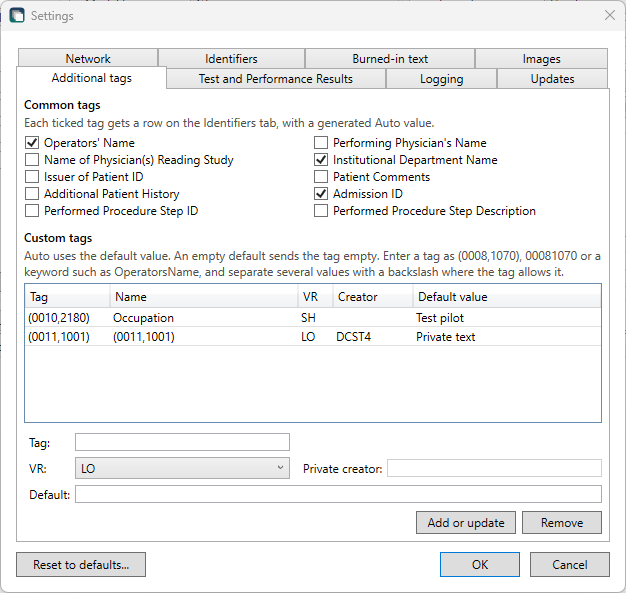 Settings
Network
Identifiers
Burned-in text
Images
Additional tags
Test and Performance Results
Logging
Updates
Common tags
Each ticked tag gets a row on the Identifiers tab, with a generated Auto value.
Operators' Name
Performing Physician's Name
Name of Physician(s) Reading Study
Institutional Department Name
Issuer of Patient ID
Patient Comments
Additional Patient History
Admission ID
Performed Procedure Step ID
Performed Procedure Step Description
Custom tags
Auto uses the default value. An empty default sends the tag empty. Enter a tag as (0008,1070), 00081070 or a
keyword such as OperatorsName, and separate several values with a backslash where the tag allows it.
Tag Name VR Creator Default value
(0010,2180) Occupation SH Test pilot
(0011,1001) (0011,1001) LO DCST4 Private text
Tag:
VR: LO Private creator:
Default:
Add or update Remove
Reset to defaults... OK Cancel